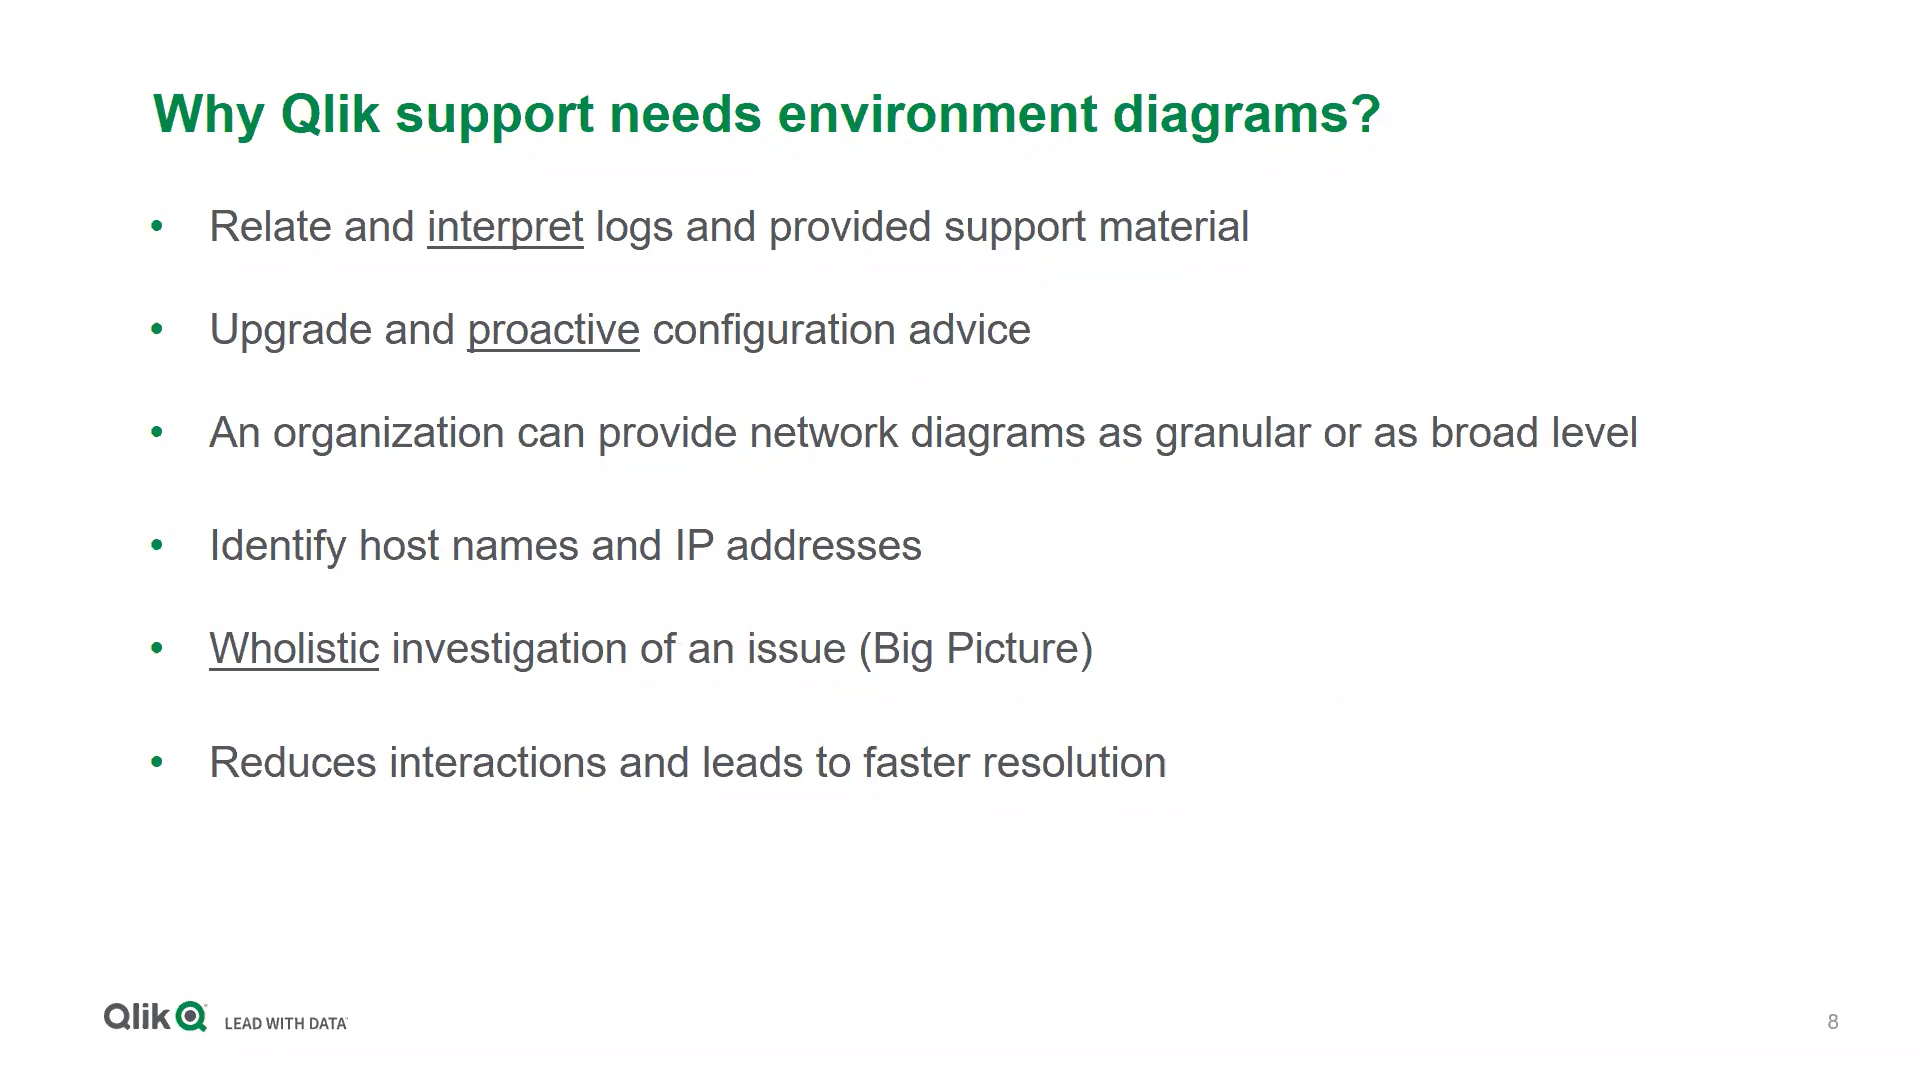 Why Qlik support needs environment diagrams?
• Relate and interpret logs and provided support material
• Upgrade and proactive configuration advice
• An organization can provide network diagrams as granular or as broad level
• Identify host names and IP addresses
• Wholistic investigation of an issue (Big Picture)
• Reduces interactions and leads to faster resolution
Qlik LEAD WITH DATA
8